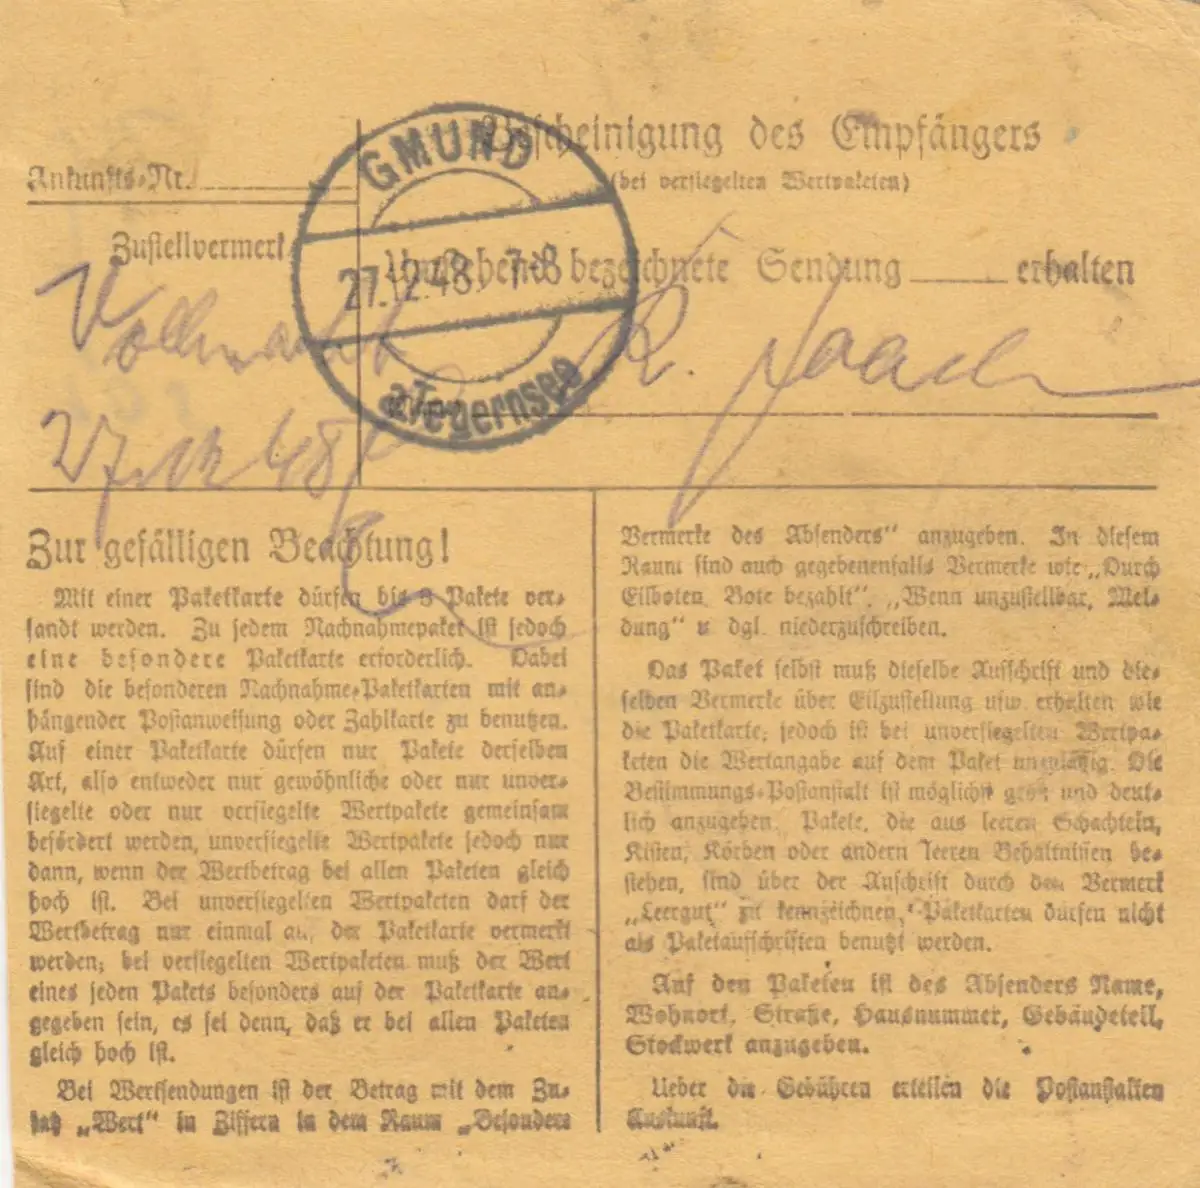 Bescheinigung des Empfängers
Ankunfts-Nr.
(bei versiegelten Wertpaketen)
GMUND
27.12.48. 7-8
a. Tegernsee
Zustellvermerk
Umstehend bezeichnete Sendung erhalten
Vollmacht
27. 12 48
Zur gefälligen Beachtung!
Mit einer Paketkarte dürfen bis 3 Pakete ver-
sandt werden. Zu jedem Nachnahmepaket ist jedoch
eine besondere Paketkarte erforderlich. Dabei
sind die besonderen Nachnahme-Paketkarten mit an-
hängender Postanweisung oder Zahlkarte zu benutzen.
Auf einer Paketkarte dürfen nur Pakete derselben
Art, also entweder nur gewöhnliche oder nur unver-
siegelte oder nur versiegelte Wertpakete gemeinsam
befördert werden, unversiegelte Wertpakete jedoch nur
dann, wenn der Wertbetrag bei allen Paketen gleich
hoch ist. Bei unversiegelten Wertpaketen darf der
Wertbetrag nur einmal auf der Paketkarte vermerkt
werden; bei versiegelten Wertpaketen muß der Wert
eines jeden Pakets besonders auf der Paketkarte an-
gegeben sein, es sei denn, daß er bei allen Paketen
gleich hoch ist.
Bei Wertsendungen ist der Betrag mit dem Zu-
satz „Wert" in Ziffern in dem Raum „Besondere
Vermerke des Absenders" anzugeben. In diesem
Raum sind auch gegebenenfalls Vermerke wie „Durch
Eilboten, Bote bezahlt", „Wenn unzustellbar, Mel-
dung" u dgl. niederzuschreiben.
Das Paket selbst muß dieselbe Aufschrift und die-
selben Vermerke über Eilzustellung usw. erhalten wie
die Paketkarte, jedoch ist bei unversiegelten Wertpa-
keten die Wertangabe auf dem Paket unzulässig. Die
Bestimmungs-Postanstalt ist möglichst groß und deut-
lich anzugeben. Pakete, die aus leeren Schachteln,
Kisten, Körben oder andern leeren Behältnissen be-
stehen, sind über der Anschrift durch den Vermerk
„Leergut" zu kennzeichnen. Paketkarten dürfen nicht
als Paketaufschriften benutzt werden.
Auf den Paketen ist des Absenders Name,
Wohnort, Straße, Hausnummer, Gebäudeteil,
Stockwerk anzugeben.
Ueber die Gebühren erteilen die Postanstalten
Auskunft.